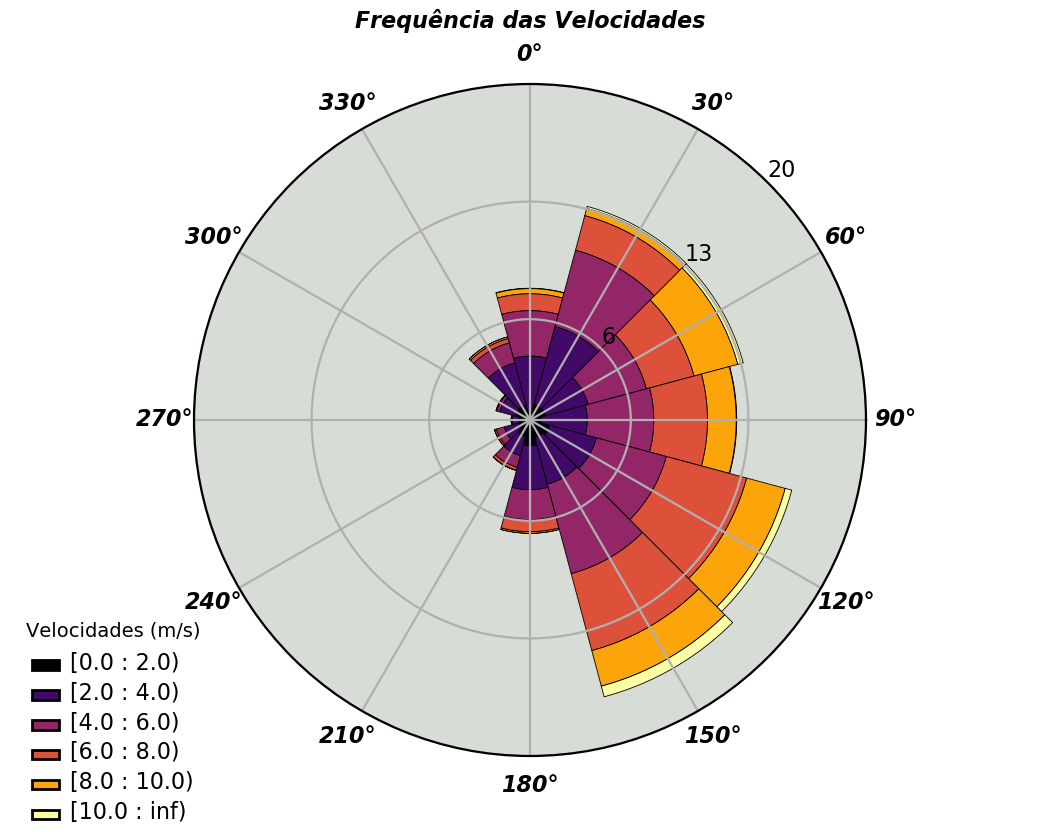 Frequência das Velocidades
0°
330°
30°
20
300°
60°
13
6
270°
90°
240°
120°
210°
150°
180°
Velocidades (m/s)
[0.0 : 2.0)
[2.0 : 4.0)
[4.0 : 6.0)
[6.0 : 8.0)
[8.0 : 10.0)
[10.0 : inf)